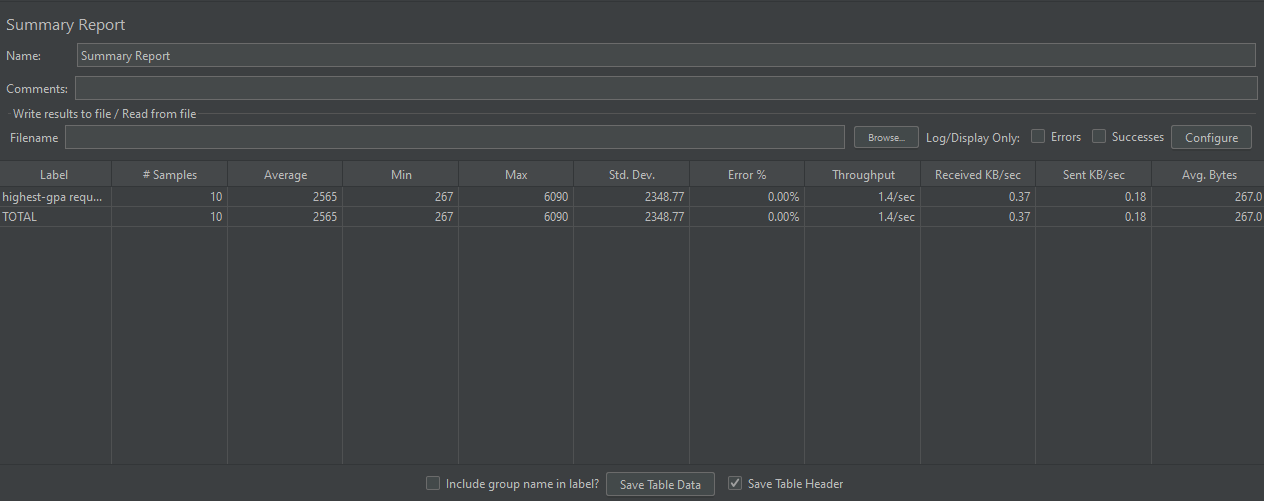 Summary Report
Name: Summary Report
Comments:
Write results to file / Read from file
Filename Browse... Log/Display Only: Errors Successes Configure
Label # Samples Average Min Max Std. Dev. Error % Throughput Received KB/sec Sent KB/sec Avg. Bytes
highest-gpa requ... 10 2565 267 6090 2348.77 0.00% 1.4/sec 0.37 0.18 267.0
TOTAL 10 2565 267 6090 2348.77 0.00% 1.4/sec 0.37 0.18 267.0
Include group name in label? Save Table Data Save Table Header